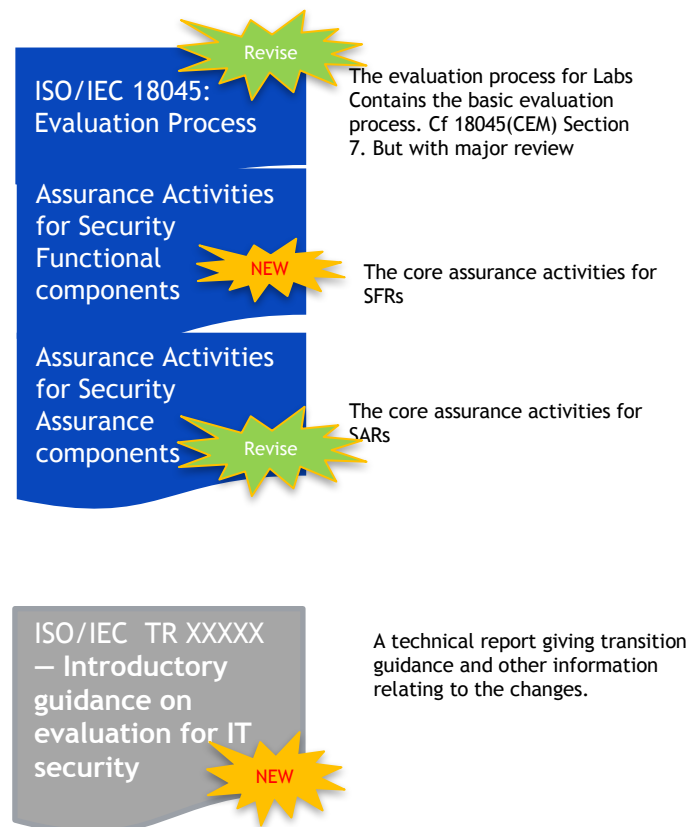 Revise
ISO/IEC 18045:
Evaluation Process
The evaluation process for Labs
Contains the basic evaluation
process. Cf 18045(CEM) Section
7. But with major review
Assurance Activities
for Security
Functional
components
NEW
The core assurance activities for
SFRs
Assurance Activities
for Security
Assurance
components
Revise
The core assurance activities for
SARs
ISO/IEC TR XXXXX
— Introductory
guidance on
evaluation for IT
security
NEW
A technical report giving transition
guidance and other information
relating to the changes.